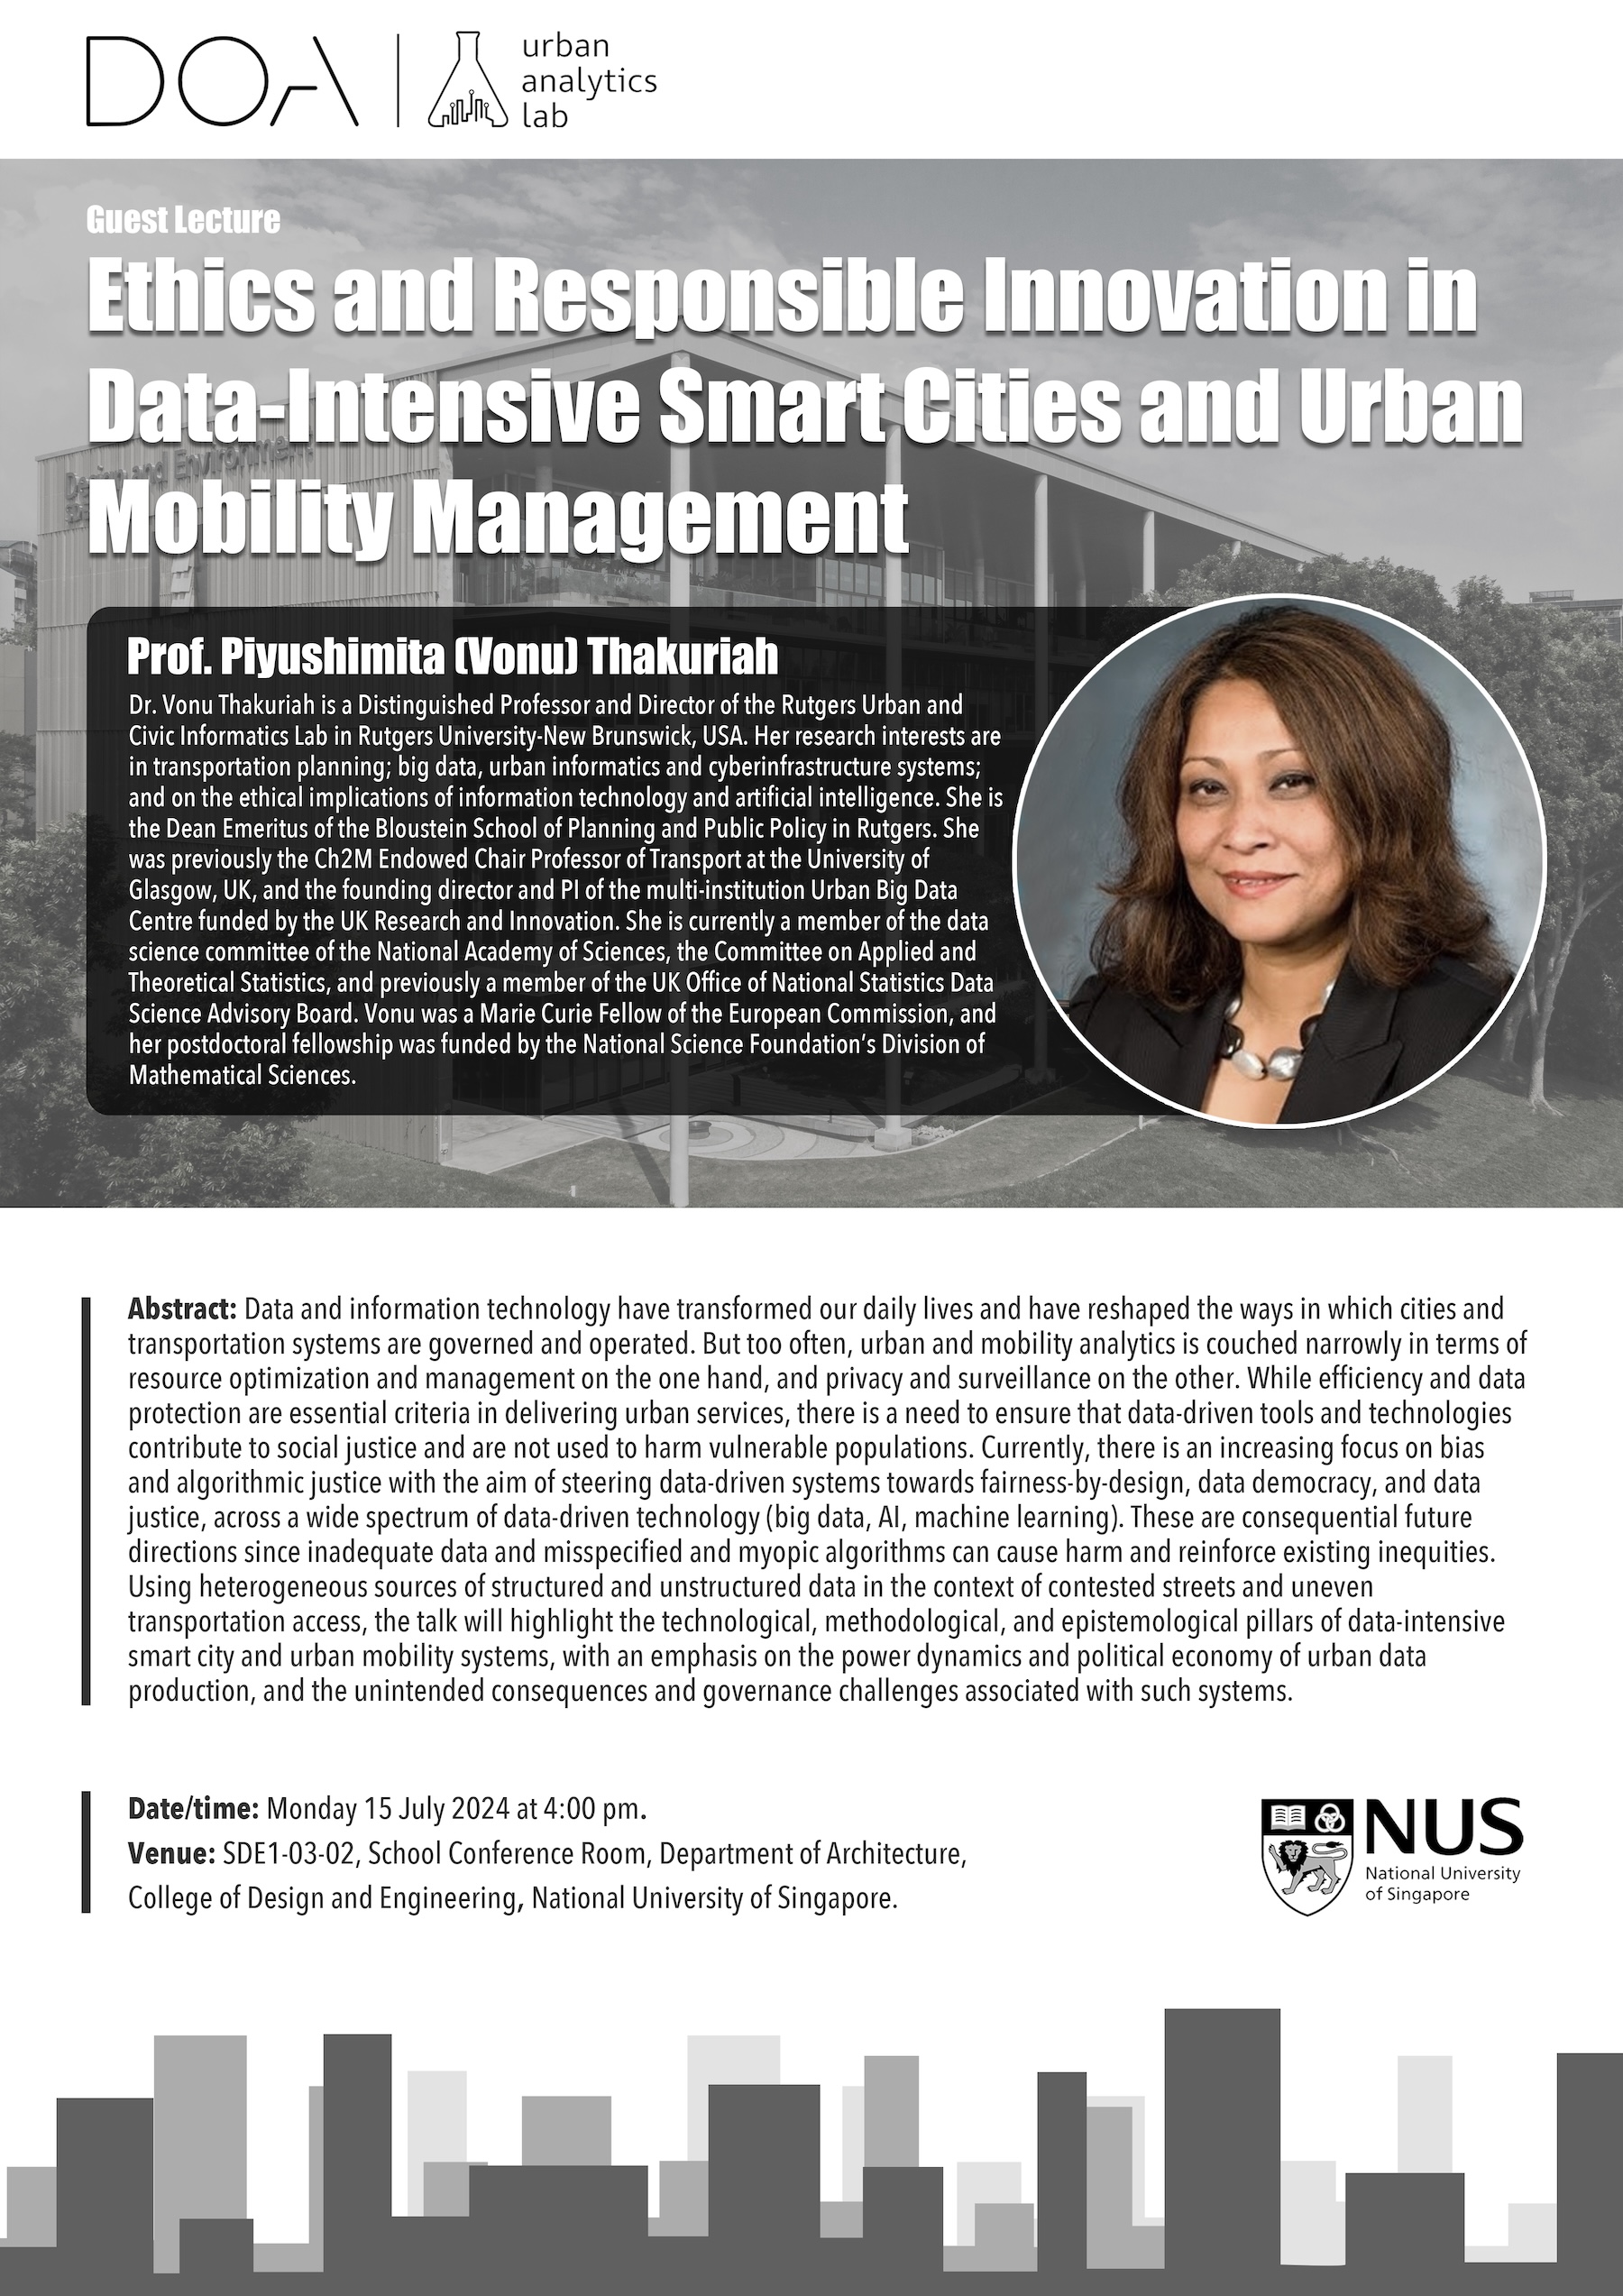 DOA
urban
analytics
lab
Guest Lecture
Ethics and Responsible Innovation in
Data-Intensive Smart Cities and Urban
Mobility Management
Design and Environment
Prof. Piyushimita (Vonu) Thakuriah
Dr. Vonu Thakuriah is a Distinguished Professor and Director of the Rutgers Urban and
Civic Informatics Lab in Rutgers University-New Brunswick, USA. Her research interests are
in transportation planning; big data, urban informatics and cyberinfrastructure systems;
and on the ethical implications of information technology and artificial intelligence. She is
the Dean Emeritus of the Bloustein School of Planning and Public Policy in Rutgers. She
was previously the Ch2M Endowed Chair Professor of Transport at the University of
Glasgow, UK, and the founding director and PI of the multi-institution Urban Big Data
Centre funded by the UK Research and Innovation. She is currently a member of the data
science committee of the National Academy of Sciences, the Committee on Applied and
Theoretical Statistics, and previously a member of the UK Office of National Statistics Data
Science Advisory Board. Vonu was a Marie Curie Fellow of the European Commission, and
her postdoctoral fellowship was funded by the National Science Foundation’s Division of
Mathematical Sciences.
Abstract: Data and information technology have transformed our daily lives and have reshaped the ways in which cities and
transportation systems are governed and operated. But too often, urban and mobility analytics is couched narrowly in terms of
resource optimization and management on the one hand, and privacy and surveillance on the other. While efficiency and data
protection are essential criteria in delivering urban services, there is a need to ensure that data-driven tools and technologies
contribute to social justice and are not used to harm vulnerable populations. Currently, there is an increasing focus on bias
and algorithmic justice with the aim of steering data-driven systems towards fairness-by-design, data democracy, and data
justice, across a wide spectrum of data-driven technology (big data, AI, machine learning). These are consequential future
directions since inadequate data and misspecified and myopic algorithms can cause harm and reinforce existing inequities.
Using heterogeneous sources of structured and unstructured data in the context of contested streets and uneven
transportation access, the talk will highlight the technological, methodological, and epistemological pillars of data-intensive
smart city and urban mobility systems, with an emphasis on the power dynamics and political economy of urban data
production, and the unintended consequences and governance challenges associated with such systems.
Date/time: Monday 15 July 2024 at 4:00 pm.
Venue: SDE1-03-02, School Conference Room, Department of Architecture,
College of Design and Engineering, National University of Singapore.
NUS
National University
of Singapore